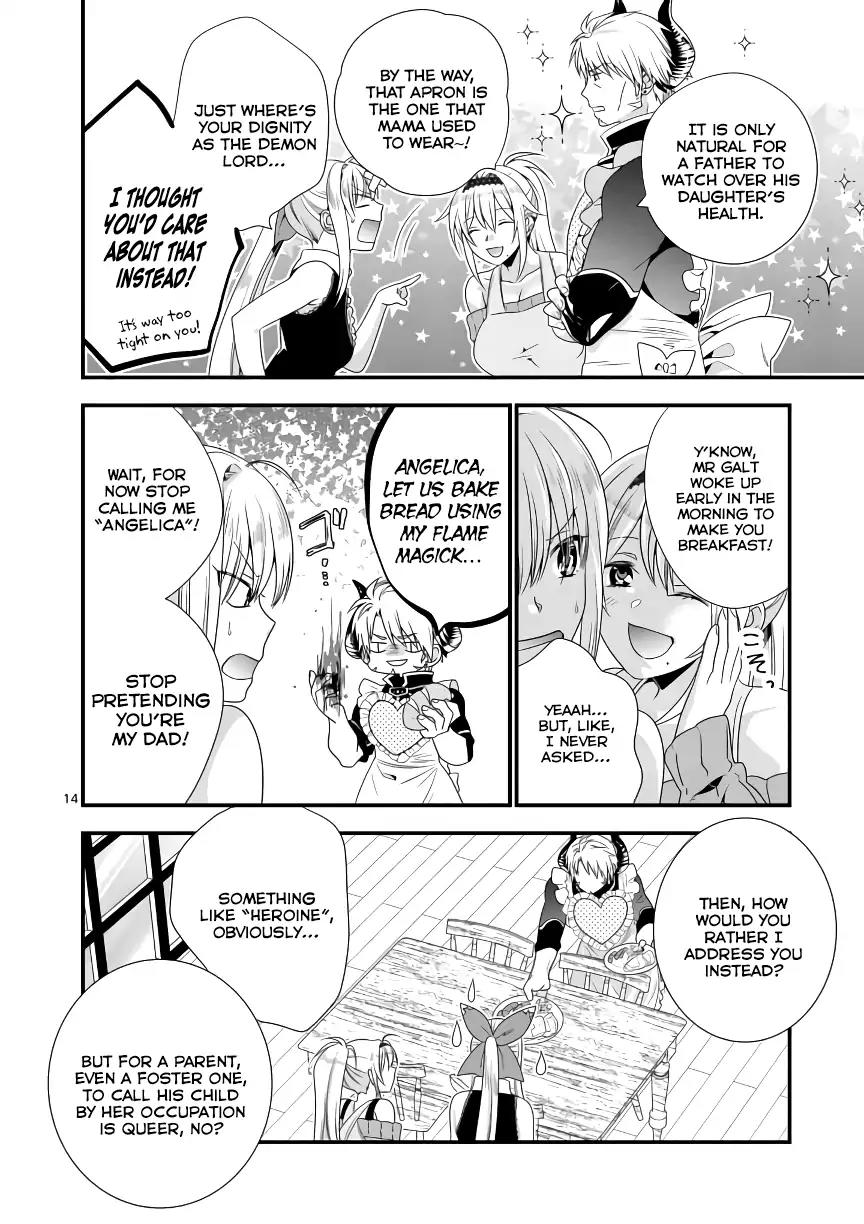 IT IS ONLY
NATURAL FOR
A FATHER TO
WATCH OVER HIS
DAUGHTER'S
HEALTH.
BY THE WAY,
THAT APRON IS
THE ONE THAT
MAMA USED
TO WEAR~!
JUST WHERE'S
YOUR DIGNITY
AS THE DEMON
LORD...
I THOUGHT
YOU'D CARE
ABOUT THAT
INSTEAD!
It's way too
tight on you!
Y'KNOW,
MR GALT
WOKE UP
EARLY IN THE
MORNING TO
MAKE YOU
BREAKFAST!
こそっ
YEAAH...
BUT, LIKE,
I NEVER
ASKED...
ANGELICA,
LET US BAKE
BREAD USING
MY FLAME
MAGICK...
ゴ゛…
WAIT, FOR
NOW STOP
CALLING ME
"ANGELICA"!
STOP
PRETENDING
YOU'RE
MY DAD!
14
THEN, HOW
WOULD YOU
RATHER I
ADDRESS YOU
INSTEAD?
SOMETHING
LIKE "HEROINE",
OBVIOUSLY...
BUT FOR A PARENT,
EVEN A FOSTER ONE,
TO CALL HIS CHILD
BY HER OCCUPATION
IS QUEER, NO?